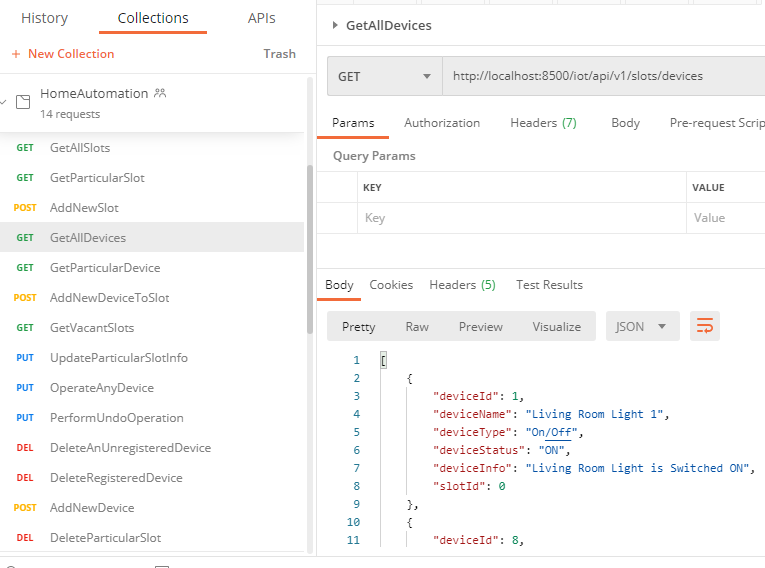 History Collections APIs
+ New Collection Trash
HomeAutomation
14 requests
GET GetAllSlots
GET GetParticularSlot
POST AddNewSlot
GET GetAllDevices
GET GetParticularDevice
POST AddNewDeviceToSlot
GET GetVacantSlots
PUT UpdateParticularSlotInfo
PUT OperateAnyDevice
PUT PerformUndoOperation
DEL DeleteAnUnregisteredDevice
DEL DeleteRegisteredDevice
POST AddNewDevice
DEL DeleteParticularSlot
GetAllDevices
GET http://localhost:8500/iot/api/v1/slots/devices
Params Authorization Headers (7) Body Pre-request Scrip
Query Params
KEY VALUE
Key Value
Body Cookies Headers (5) Test Results
Pretty Raw Preview Visualize JSON
1 [
2 {
3 "deviceId": 1,
4 "deviceName": "Living Room Light 1",
5 "deviceType": "On/Off",
6 "deviceStatus": "ON",
7 "deviceInfo": "Living Room Light is Switched ON",
8 "slotId": 0
9 },
10 {
11 "deviceId": 8,